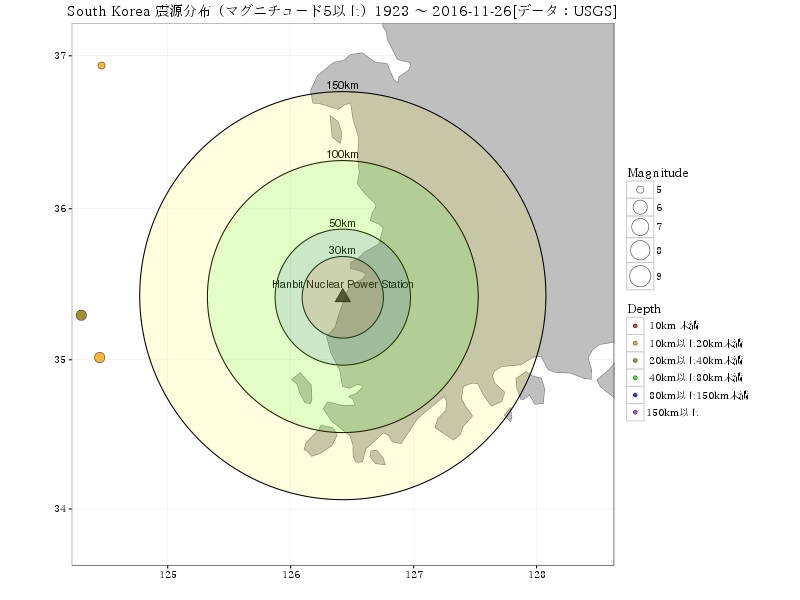 South Korea 震源分布（マグニチュード5以上）1923 ～ 2016-11-26[データ：USGS]
37
36
35
34
125
126
127
128
150km
100km
50km
30km
Hanbit Nuclear Power Station
Magnitude
5
6
7
8
9
Depth
10km 未満
10km以上20km未満
20km以上40km未満
40km以上80km未満
80km以上150km未満
150km以上